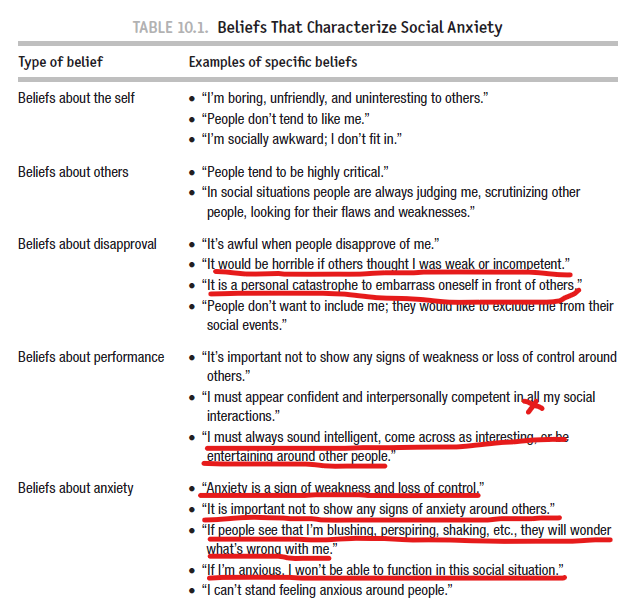 TABLE 10.1. Beliefs That Characterize Social Anxiety
Type of belief Examples of specific beliefs
Beliefs about the self • “I’m boring, unfriendly, and uninteresting to others.”
• “People don’t tend to like me.”
• “I’m socially awkward; I don’t fit in.”
Beliefs about others • “People tend to be highly critical.”
• “In social situations people are always judging me, scrutinizing other
people, looking for their flaws and weaknesses.”
Beliefs about disapproval • “It’s awful when people disapprove of me.”
• “It would be horrible if others thought I was weak or incompetent.”
• “It is a personal catastrophe to embarrass oneself in front of others.”
• “People don’t want to include me; they would like to exclude me from their
social events.”
Beliefs about performance • “It’s important not to show any signs of weakness or loss of control around
others.”
• “I must appear confident and interpersonally competent in all my social
interactions.”
• “I must always sound intelligent, come across as interesting, or be
entertaining around other people.”
Beliefs about anxiety • “Anxiety is a sign of weakness and loss of control.”
• “It is important not to show any signs of anxiety around others.”
• “If people see that I’m blushing, perspiring, shaking, etc., they will wonder
what’s wrong with me.”
• “If I’m anxious, I won’t be able to function in this social situation.”
• “I can’t stand feeling anxious around people.”